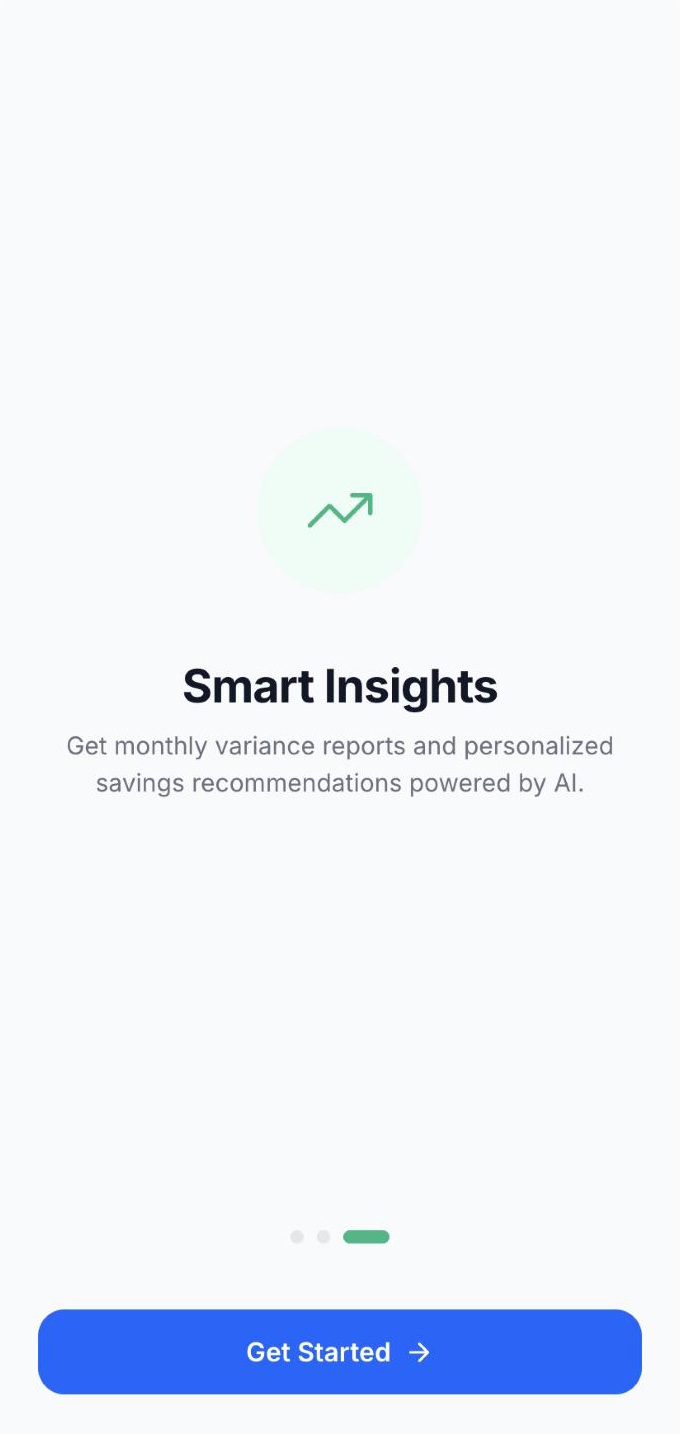 Smart Insights
Get monthly variance reports and personalized
savings recommendations powered by AI.
Get Started